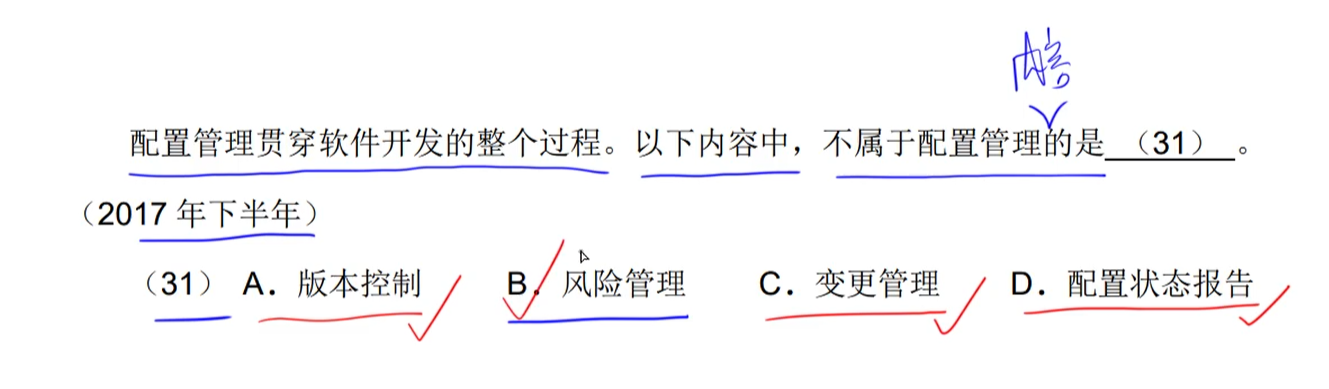 内容
配置管理贯穿软件开发的整个过程。以下内容中，不属于配置管理的是（31）。
（2017 年下半年）
（31） A．版本控制 B．风险管理 C．变更管理 D．配置状态报告